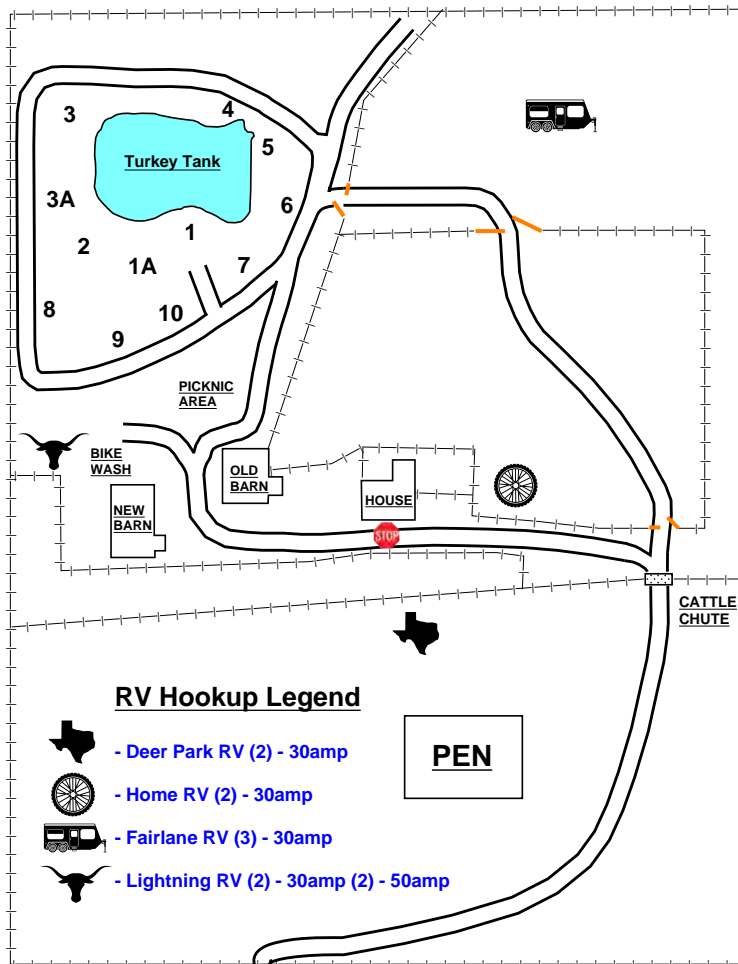 4
3
5
Turkey Tank
3A
6
1
2
1A
7
8
10
9
PICKNIC
AREA
BIKE
WASH
OLD
BARN
HOUSE
NEW
BARN
STOP
CATTLE
CHUTE
RV Hookup Legend
- Deer Park RV (2) - 30amp
- Home RV (2) - 30amp
- Fairlane RV (3) - 30amp
- Lightning RV (2) - 30amp (2) - 50amp
PEN